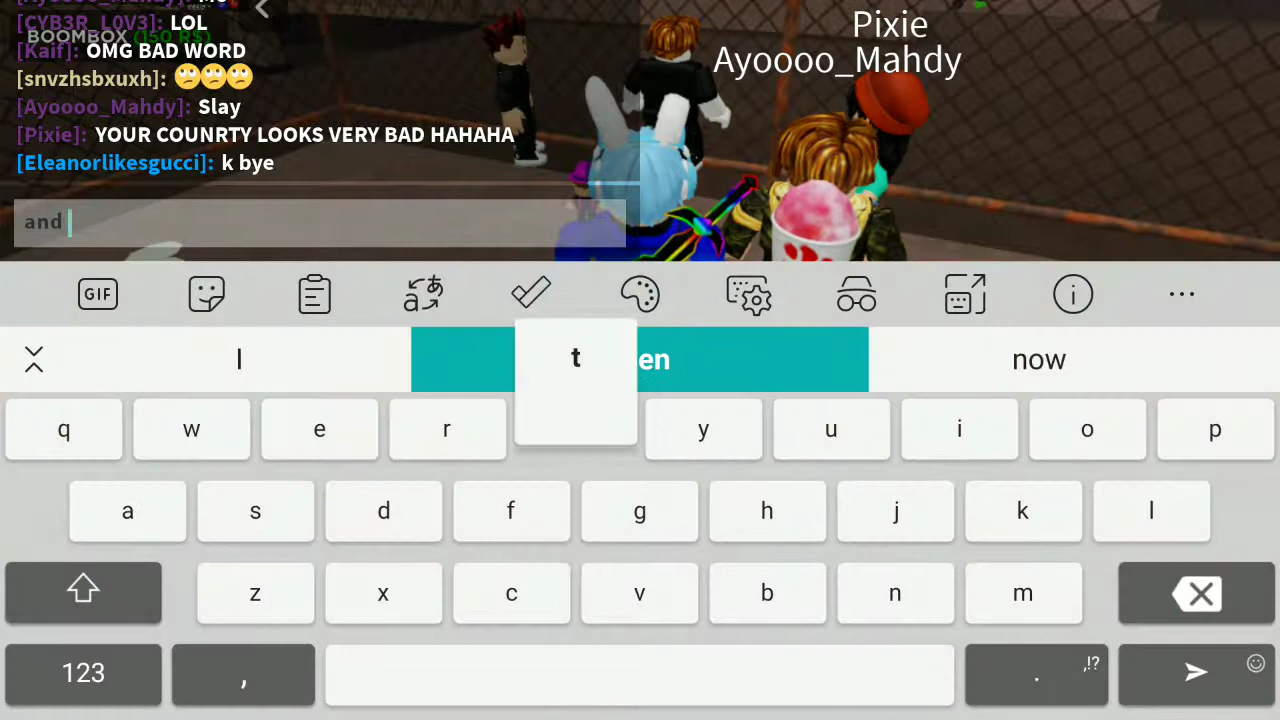 [CYB3R_L0V3]: LOL
BOOMBOX (150 R$)
[Kaif]: OMG BAD WORD
[snvzhsbxuxh]: 🙄🙄🙄
[Ayoooo_Mahdy]: Slay
[Pixie]: YOUR COUNRTY LOOKS VERY BAD HAHAHA
[Eleanorlikesgucci]: k bye
Pixie
Ayoooo_Mahdy
and
GIF
I en now
t
q w e r y u i o p
a s d f g h j k l
z x c v b n m
123 , . ,!?